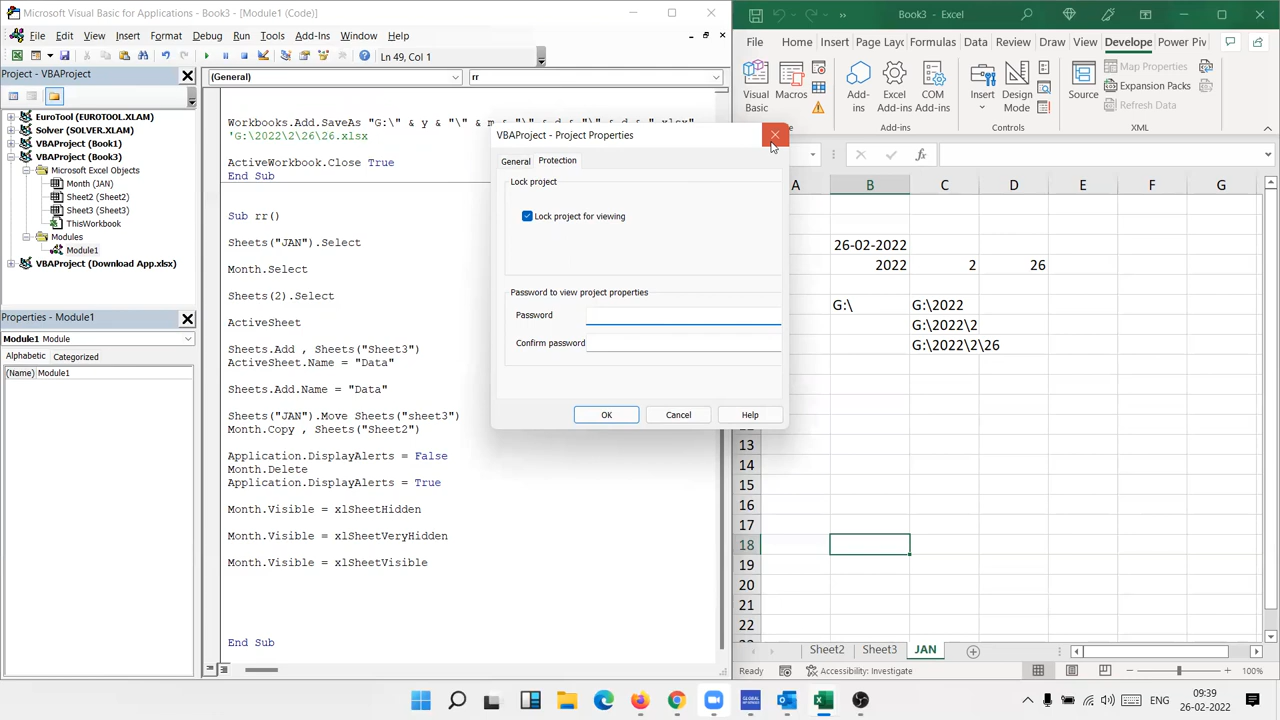 Microsoft Visual Basic for Applications - Book3 - [Module1 (Code)]
File Edit View Insert Format Debug Run Tools Add-Ins Window Help
Ln 49, Col 1
Project - VBAProject
EuroTool (EUROTOOL.XLAM)
Solver (SOLVER.XLAM)
VBAProject (Book1)
VBAProject (Book3)
Microsoft Excel Objects
Month (JAN)
Sheet2 (Sheet2)
Sheet3 (Sheet3)
ThisWorkbook
Modules
Module1
VBAProject (Download App.xlsx)
Properties - Module1
Module1 Module
Alphabetic Categorized
(Name) Module1
(General)
rr
Workbooks.Add.SaveAs "G:\" & y & "\" & m & "\" & d & "\" & d & ".xlsx"
'G:\2022\2\26\26.xlsx
ActiveWorkbook.Close True
End Sub
Sub rr()
Sheets("JAN").Select
Month.Select
Sheets(2).Select
ActiveSheet
Sheets.Add , Sheets("Sheet3")
ActiveSheet.Name = "Data"
Sheets.Add.Name = "Data"
Sheets("JAN").Move Sheets("sheet3")
Month.Copy , Sheets("Sheet2")
Application.DisplayAlerts = False
Month.Delete
Application.DisplayAlerts = True
Month.Visible = xlSheetHidden
Month.Visible = xlSheetVeryHidden
Month.Visible = xlSheetVisible
End Sub
VBAProject - Project Properties
General Protection
Lock project
Lock project for viewing
Password to view project properties
Password
Confirm password
OK Cancel Help
Book3 - Excel
File Home Insert Page Layc Formulas Data Review Draw View Develope Power Piv
Visual Basic
Macros
Add-ins
Excel Add-ins
COM Add-ins
Add-ins
Insert
Design Mode
Controls
Source
Map Properties
Expansion Packs
Refresh Data
XML
fx
A B C D E F G
26-02-2022
2022 2 26
G:\ G:\2022
G:\2022\2
G:\2022\2\26
13
14
15
16
17
18
19
20
21
22
Sheet2 Sheet3 JAN
Ready Accessibility: Investigate 100%
ENG
09:39
26-02-2022